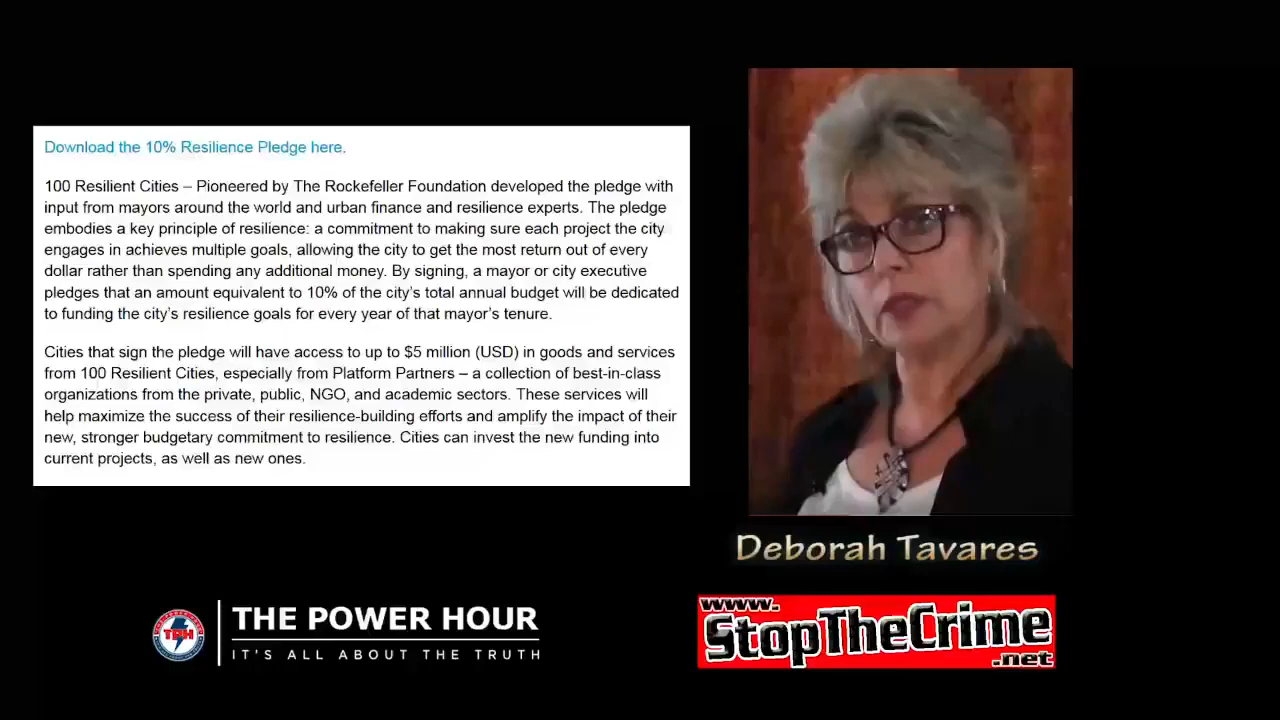 Download the 10% Resilience Pledge here.
100 Resilient Cities – Pioneered by The Rockefeller Foundation developed the pledge with
input from mayors around the world and urban finance and resilience experts. The pledge
embodies a key principle of resilience: a commitment to making sure each project the city
engages in achieves multiple goals, allowing the city to get the most return out of every
dollar rather than spending any additional money. By signing, a mayor or city executive
pledges that an amount equivalent to 10% of the city's total annual budget will be dedicated
to funding the city's resilience goals for every year of that mayor's tenure.
Cities that sign the pledge will have access to up to $5 million (USD) in goods and services
from 100 Resilient Cities, especially from Platform Partners – a collection of best-in-class
organizations from the private, public, NGO, and academic sectors. These services will
help maximize the success of their resilience-building efforts and amplify the impact of their
new, stronger budgetary commitment to resilience. Cities can invest the new funding into
current projects, as well as new ones.
Deborah Tavares
TPH
THE POWER HOUR
IT'S ALL ABOUT THE TRUTH
www.
StopTheCrime
.net